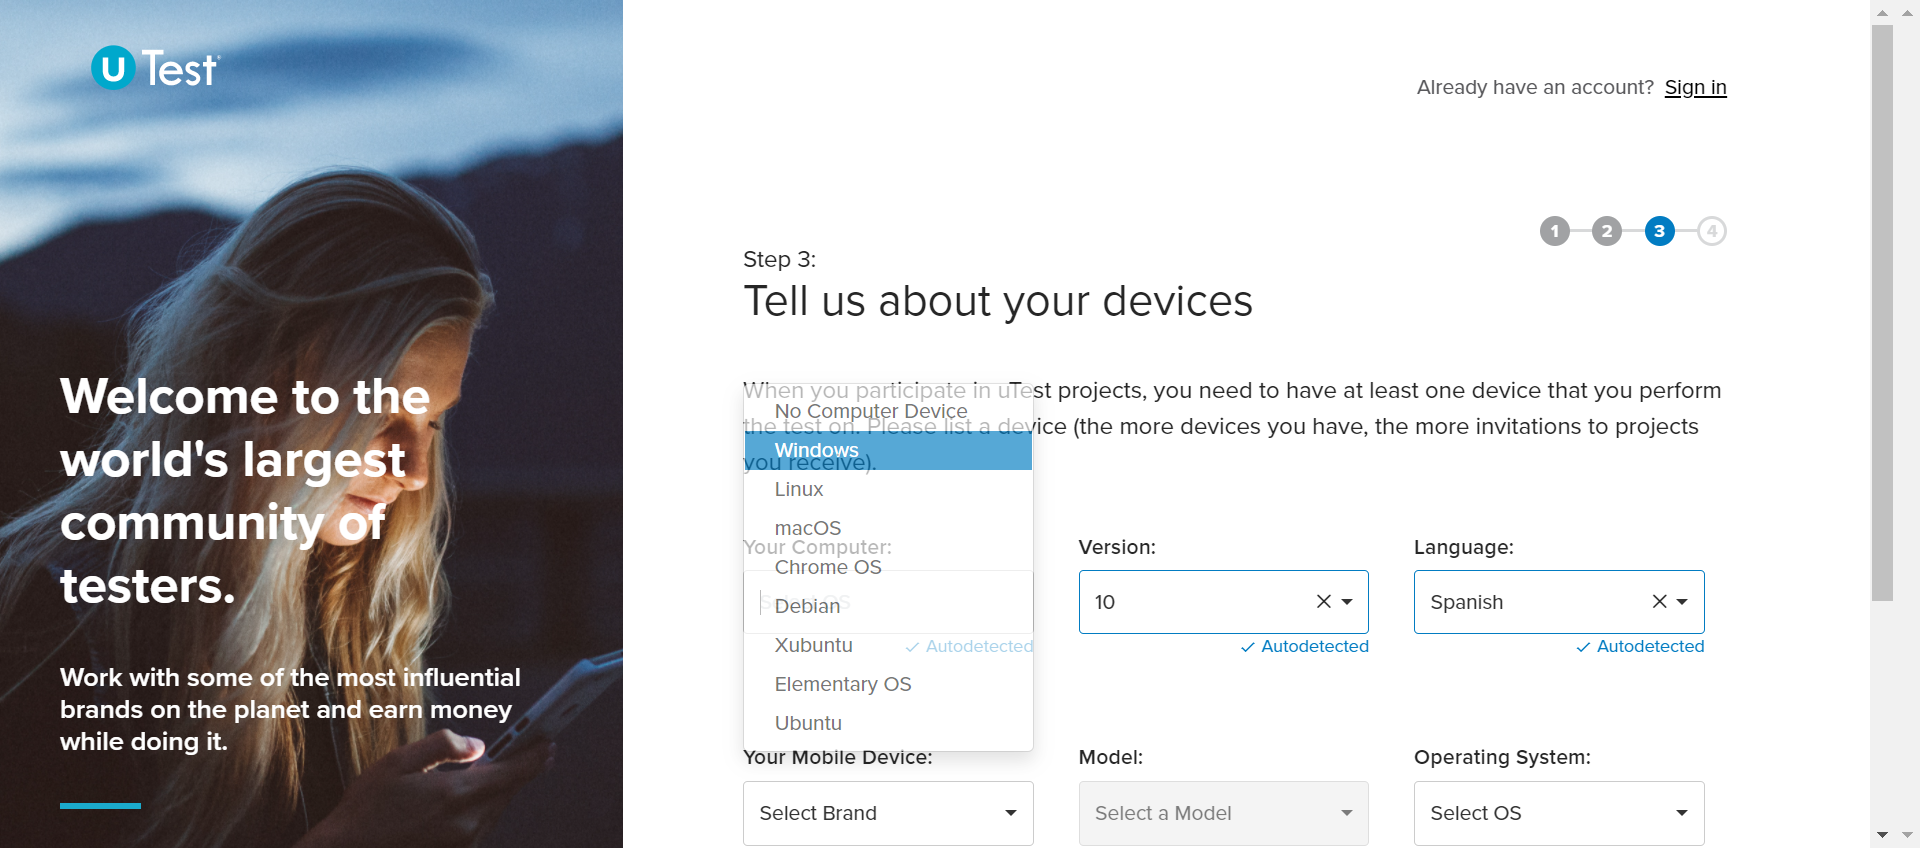 uTest
Already have an account? Sign in
1 2 3 4
Step 3:
Tell us about your devices
When you participate in uTest projects, you need to have at least one device that you perform
the test on. Please list a device (the more devices you have, the more invitations to projects
you receive).
No Computer Device
Windows
Linux
macOS
Chrome OS
Debian
Xubuntu
Elementary OS
Ubuntu
Your Computer:
Select OS
Autodetected
Version:
10
Autodetected
Language:
Spanish
Autodetected
Your Mobile Device:
Select Brand
Model:
Select a Model
Operating System:
Select OS
Welcome to the
world's largest
community of
testers.
Work with some of the most influential
brands on the planet and earn money
while doing it.